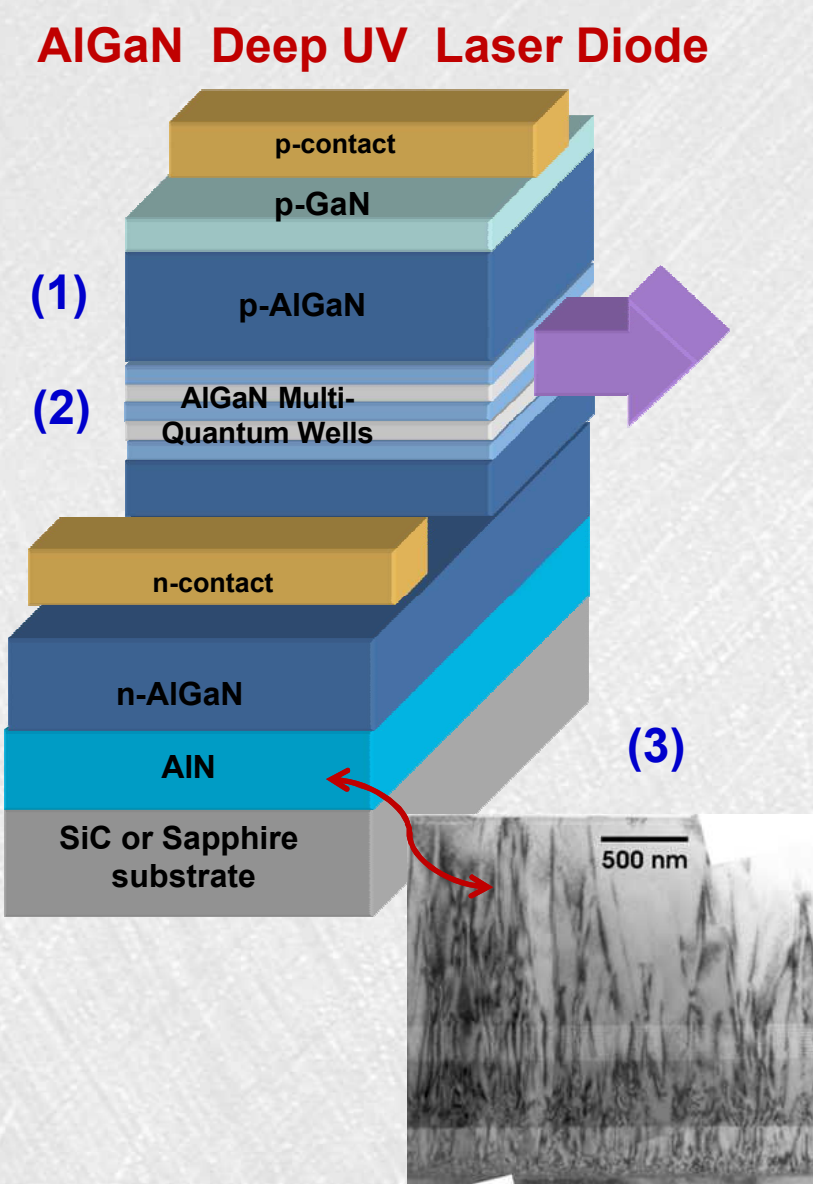 AlGaN Deep UV Laser Diode
p-contact
p-GaN
(1)
p-AlGaN
(2)
AlGaN Multi-
Quantum Wells
n-contact
n-AlGaN
(3)
AlN
SiC or Sapphire
substrate
500 nm